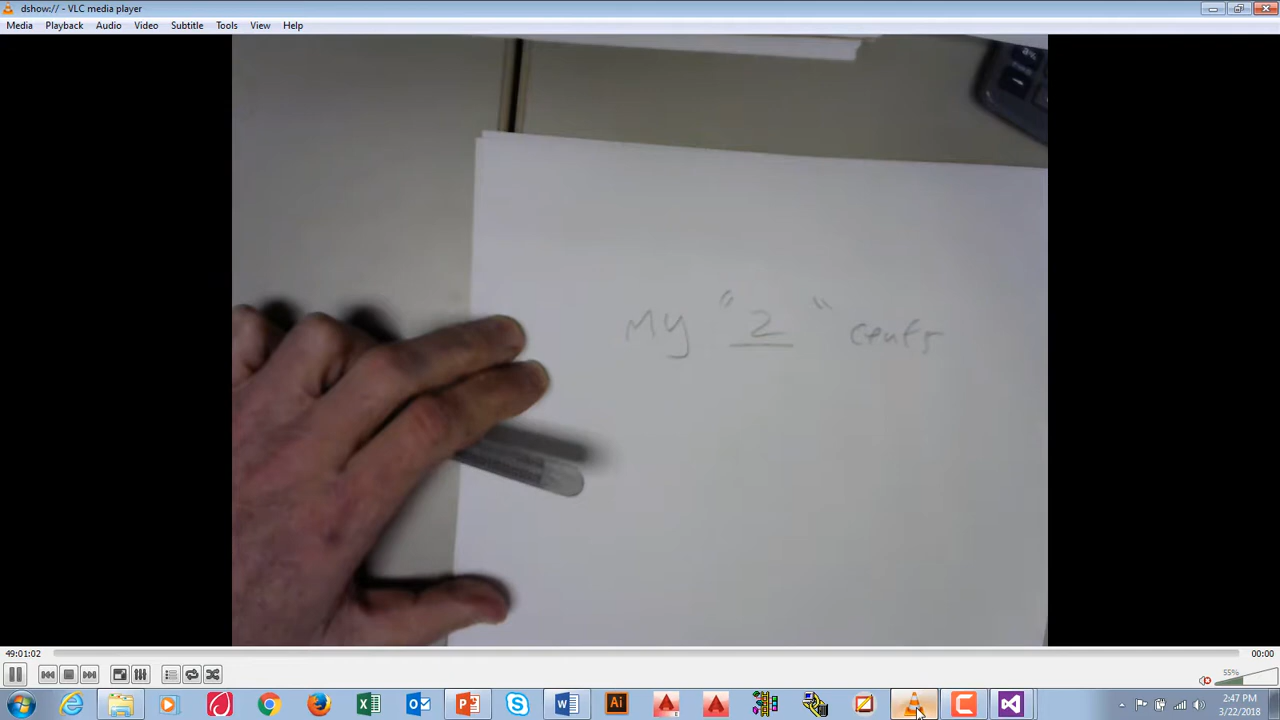 dshow:// - VLC media player
Media Playback Audio Video Subtitle Tools View Help
My "2" cents
49:01:02
00:00
55%
2:47 PM
3/22/2018